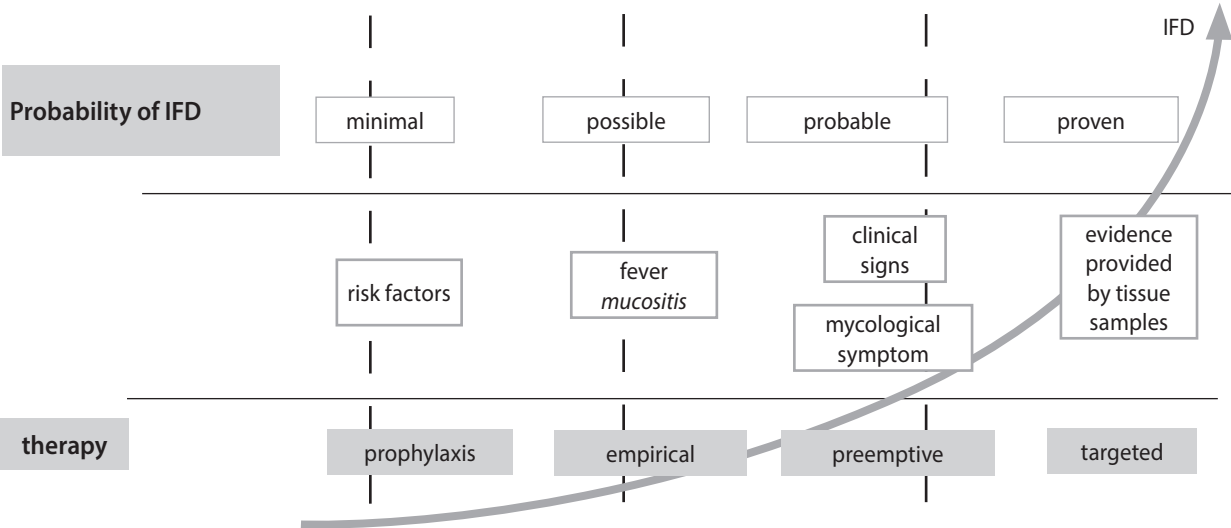 IFD
Probability of IFD
minimal
possible
probable
proven
risk factors
fever
mucositis
clinical
signs
mycological
symptom
evidence
provided
by tissue
samples
therapy
prophylaxis
empirical
preemptive
targeted